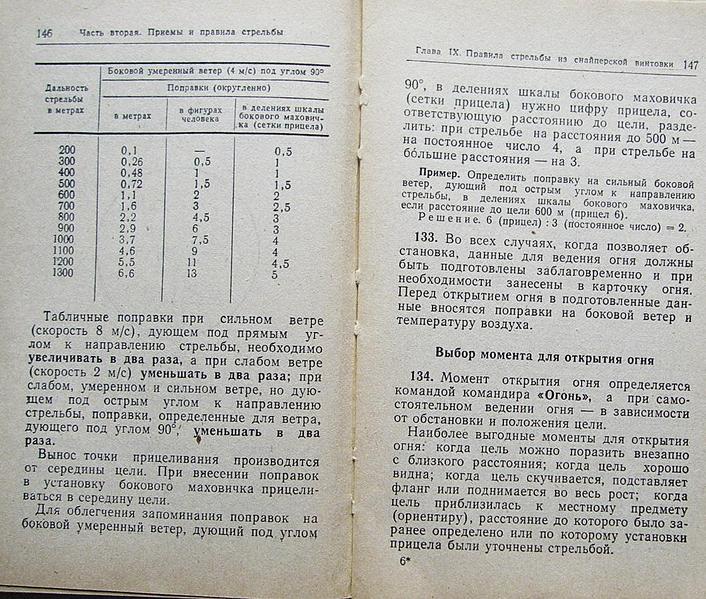 146 Часть вторая. Приемы и правила стрельбы
Дальность стрельбы в метрах
Боковой умеренный ветер (4 м/с) под углом 90°
Поправки (округленно)
в метрах
в фигурах человека
в делениях шкалы бокового махович-ка (сетки прицела)
200 0,1 — 0,5
300 0,26 0,5 1
400 0,48 1 1
500 0,72 1,5 1,5
600 1,1 2 2
700 1,6 3 2,5
800 2,2 4,5 3
900 2,9 6 3
1000 3,7 7,5 4
1100 4,6 9 4
1200 5,5 11 4,5
1300 6,6 13 5
Табличные поправки при сильном ветре
(скорость 8 м/с), дующем под прямым уг-
лом к направлению стрельбы, необходимо
увеличивать в два раза, а при слабом ветре
(скорость 2 м/с) уменьшать в два раза; при
слабом, умеренном и сильном ветре, но дую-
щем под острым углом к направлению
стрельбы, поправки, определенные для ветра,
дующего под углом 90°, уменьшать в два
раза.
Вынос точки прицеливания производится
от середины цели. При внесении поправок
в установку бокового маховичка прицели-
ваться в середину цели.
Для облегчения запоминания поправок на
боковой умеренный ветер, дующий под углом
Глава IX. Правила стрельбы из снайперской винтовки 147
90°, в делениях шкалы бокового маховичка
(сетки прицела) нужно цифру прицела, со-
ответствующую расстоянию до цели, разде-
лить: при стрельбе на расстояния до 500 м —
на постоянное число 4, а при стрельбе на
бо́льшие расстояния — на 3.
Пример. Определить поправку на сильный боковой
ветер, дующий под острым углом к направлению
стрельбы, в делениях шкалы бокового маховичка,
если расстояние до цели 600 м (прицел 6).
Решение. 6 (прицел) : 3 (постоянное число) = 2.
133. Во всех случаях, когда позволяет об-
становка, данные для ведения огня должны
быть подготовлены заблаговременно и при
необходимости занесены в карточку огня.
Перед открытием огня в подготовленные дан-
ные вносятся поправки на боковой ветер и
температуру воздуха.
Выбор момента для открытия огня
134. Момент открытия огня определяется
командой командира «Огонь», а при само-
стоятельном ведении огня — в зависимости
от обстановки и положения цели.
Наиболее выгодные моменты для открытия
огня: когда цель можно поразить внезапно
с близкого расстояния; когда цель хорошо
видна; когда цель скучивается, подставляет
фланг или поднимается во весь рост; когда
цель приблизилась к местному предмету
(ориентиру), расстояние до которого было за-
ранее определено или по которому установки
прицела были уточнены стрельбой.
6*